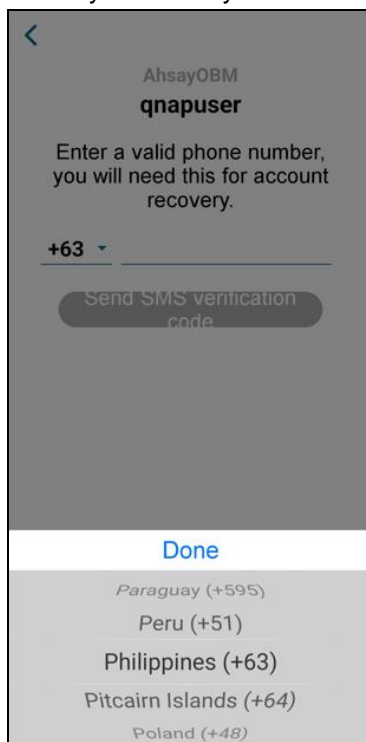 AhsayOBM
qnapuser
Enter a valid phone number,
you will need this for account
recovery.
+63
Send SMS verification
code
Done
Paraguay (+595)
Peru (+51)
Philippines (+63)
Pitcairn Islands (+64)
Poland (+48)